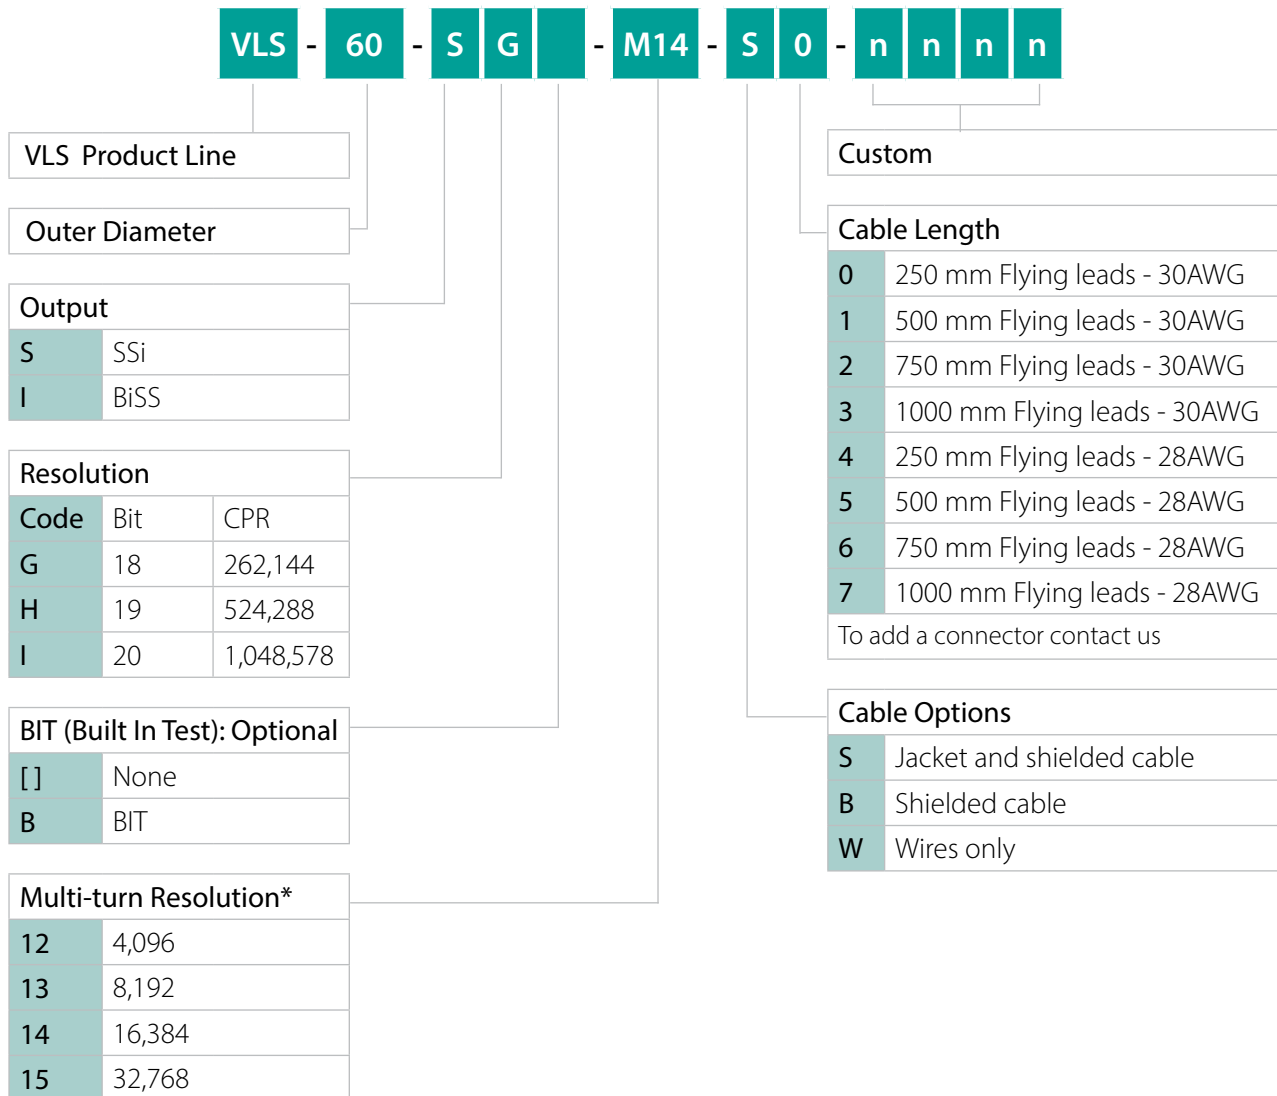 VLS - 60 - S G - M14 - S 0 - n n n n
VLS Product Line
Outer Diameter
Output
S SSi
I BiSS
Resolution
Code Bit CPR
G 18 262,144
H 19 524,288
I 20 1,048,578
BIT (Built In Test): Optional
[ ] None
B BIT
Multi-turn Resolution*
12 4,096
13 8,192
14 16,384
15 32,768
Custom
Cable Length
0 250 mm Flying leads - 30AWG
1 500 mm Flying leads - 30AWG
2 750 mm Flying leads - 30AWG
3 1000 mm Flying leads - 30AWG
4 250 mm Flying leads - 28AWG
5 500 mm Flying leads - 28AWG
6 750 mm Flying leads - 28AWG
7 1000 mm Flying leads - 28AWG
To add a connector contact us
Cable Options
S Jacket and shielded cable
B Shielded cable
W Wires only